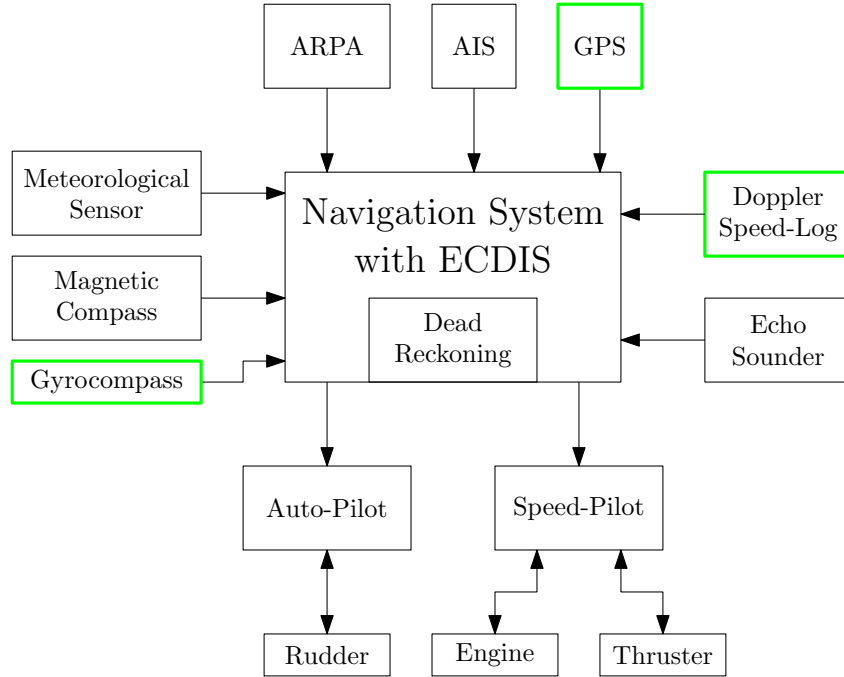 ARPA
AIS
GPS
Meteorological
Sensor
Navigation System
with ECDIS
Doppler
Speed-Log
Magnetic
Compass
Dead
Reckoning
Echo
Sounder
Gyrocompass
Auto-Pilot
Speed-Pilot
Rudder
Engine
Thruster